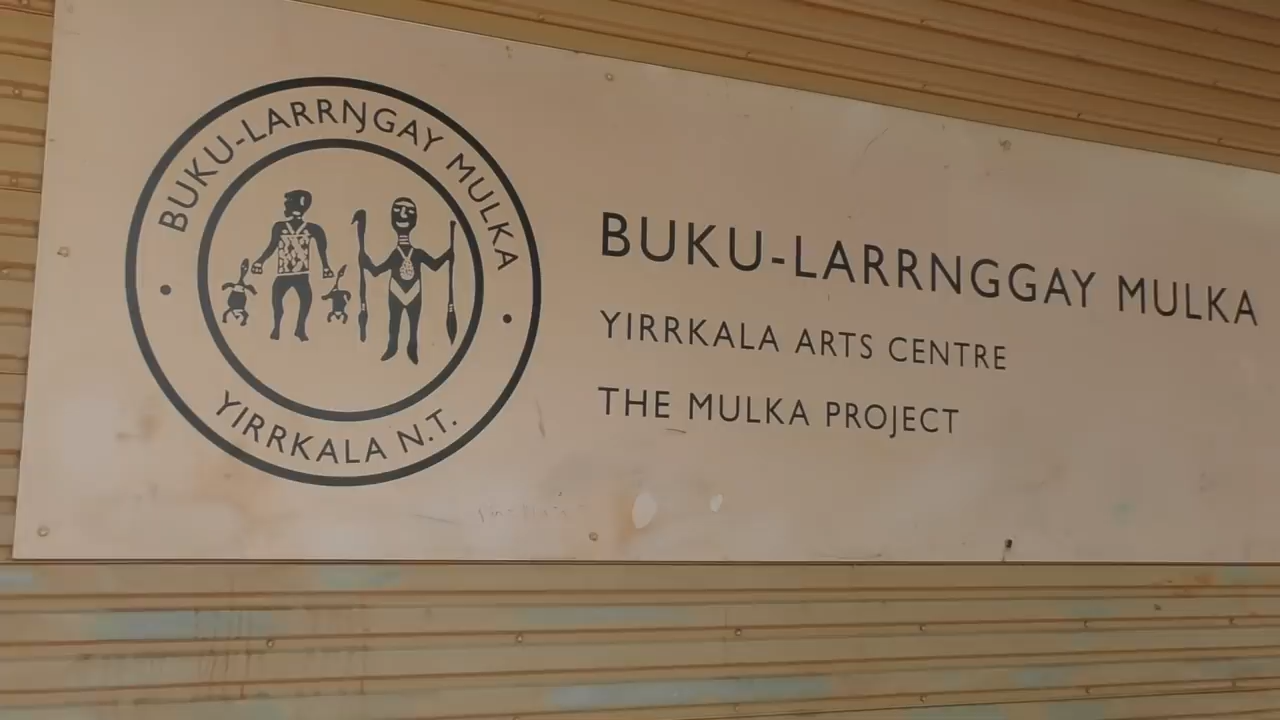 BUKU-LARRŊGAY MULKA
YIRRKALA N.T.
BUKU-LARRNGGAY MULKA
YIRRKALA ARTS CENTRE
THE MULKA PROJECT